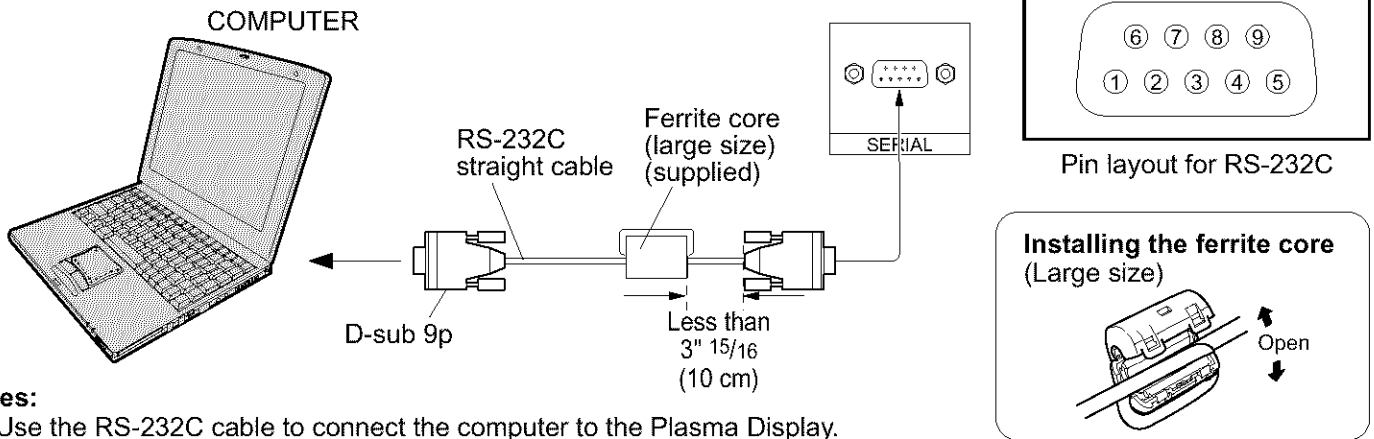 COMPUTER
RS-232C
straight cable
Ferrite core
(large size)
(supplied)
D-sub 9p
Less than
3" 15/16
(10 cm)
SERIAL
6 7 8 9
1 2 3 4 5
Pin layout for RS-232C
Installing the ferrite core
(Large size)
Open
es:
Use the RS-232C cable to connect the computer to the Plasma Display.